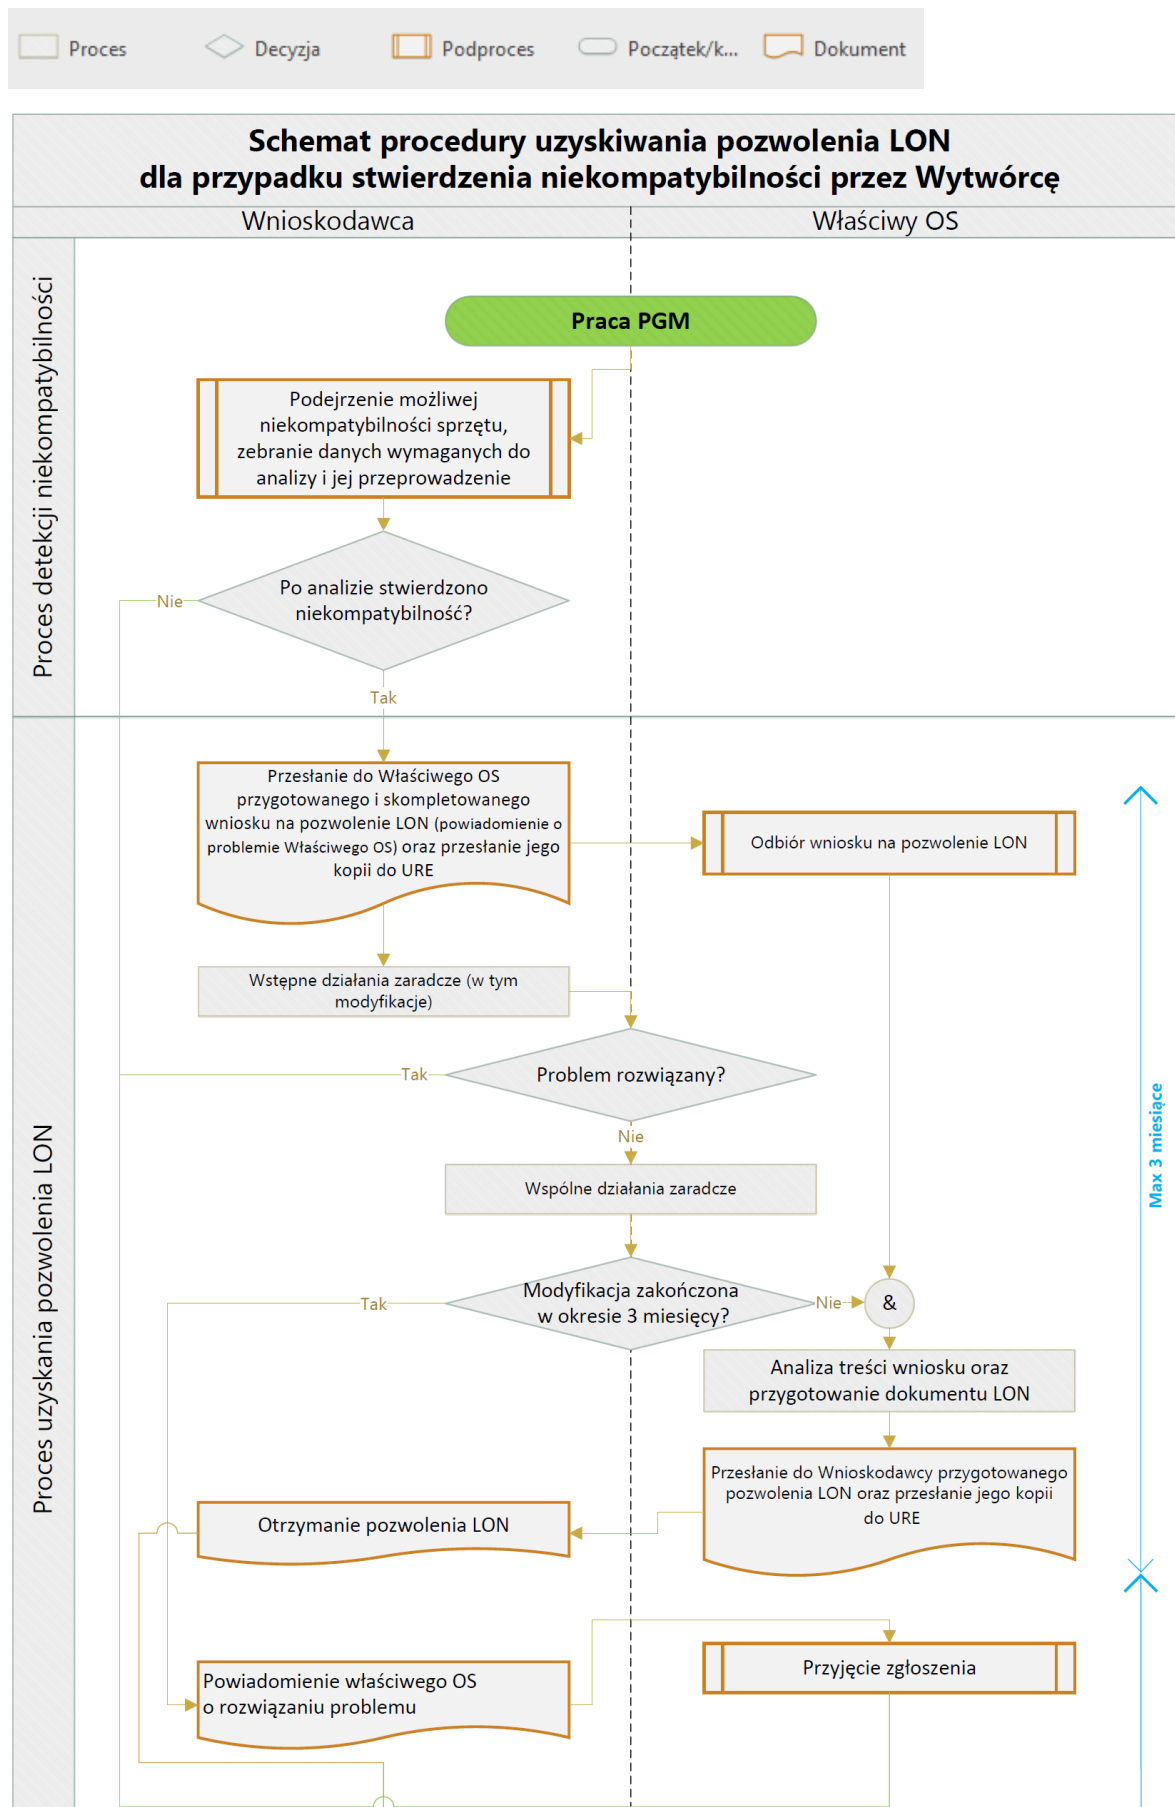 Proces
Decyzja
Podproces
Początek/k...
Dokument
Schemat procedury uzyskiwania pozwolenia LON
dla przypadku stwierdzenia niekompatybilności przez Wytwórcę
Wnioskodawca
Właściwy OS
Proces detekcji niekompatybilności
Praca PGM
Podejrzenie możliwej
niekompatybilności sprzętu,
zebranie danych wymaganych do
analizy i jej przeprowadzenie
Po analizie stwierdzono
niekompatybilność?
Nie
Tak
Proces uzyskania pozwolenia LON
Przesłanie do Właściwego OS
przygotowanego i skompletowanego
wniosku na pozwolenie LON (powiadomienie o
problemie Właściwego OS) oraz przesłanie jego
kopii do URE
Odbiór wniosku na pozwolenie LON
Wstępne działania zaradcze (w tym
modyfikacje)
Problem rozwiązany?
Tak
Nie
Max 3 miesiące
Wspólne działania zaradcze
Modyfikacja zakończona
w okresie 3 miesięcy?
Tak
Nie
&
Analiza treści wniosku oraz
przygotowanie dokumentu LON
Przesłanie do Wnioskodawcy przygotowanego
pozwolenia LON oraz przesłanie jego kopii
do URE
Otrzymanie pozwolenia LON
Przyjęcie zgłoszenia
Powiadomienie właściwego OS
o rozwiązaniu problemu